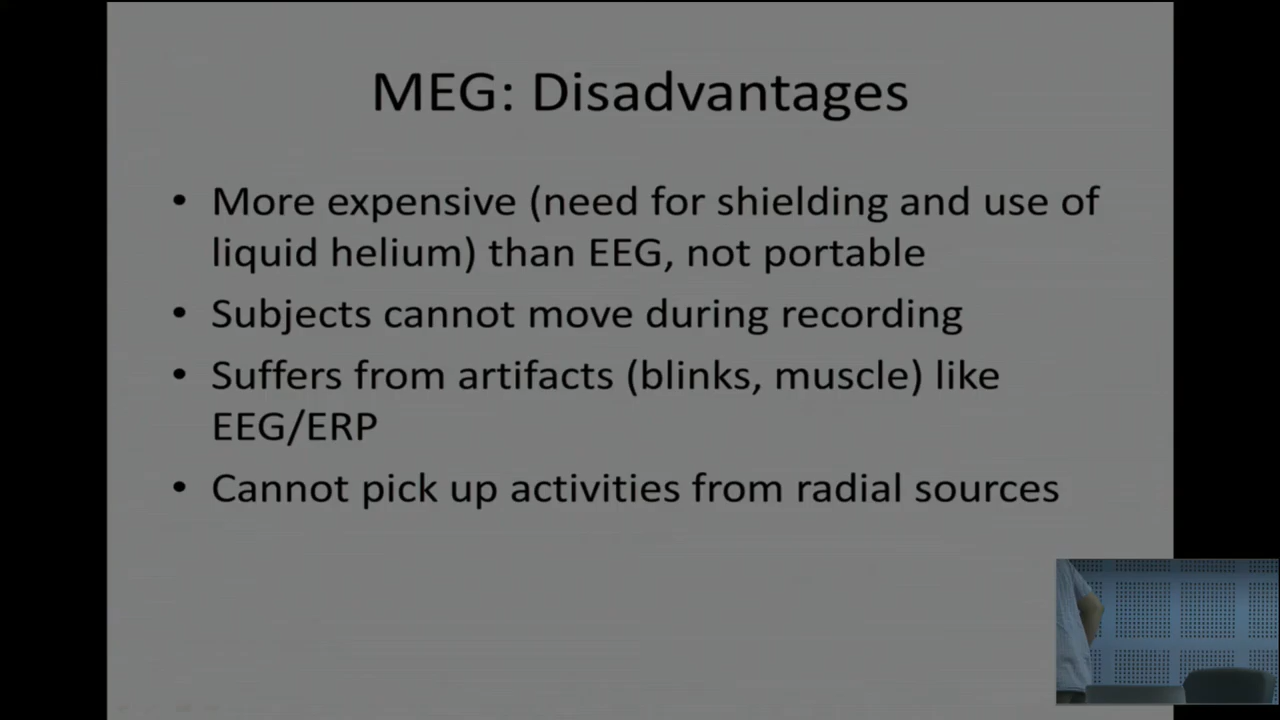 MEG: Disadvantages
• More expensive (need for shielding and use of
liquid helium) than EEG, not portable
• Subjects cannot move during recording
• Suffers from artifacts (blinks, muscle) like
EEG/ERP
• Cannot pick up activities from radial sources